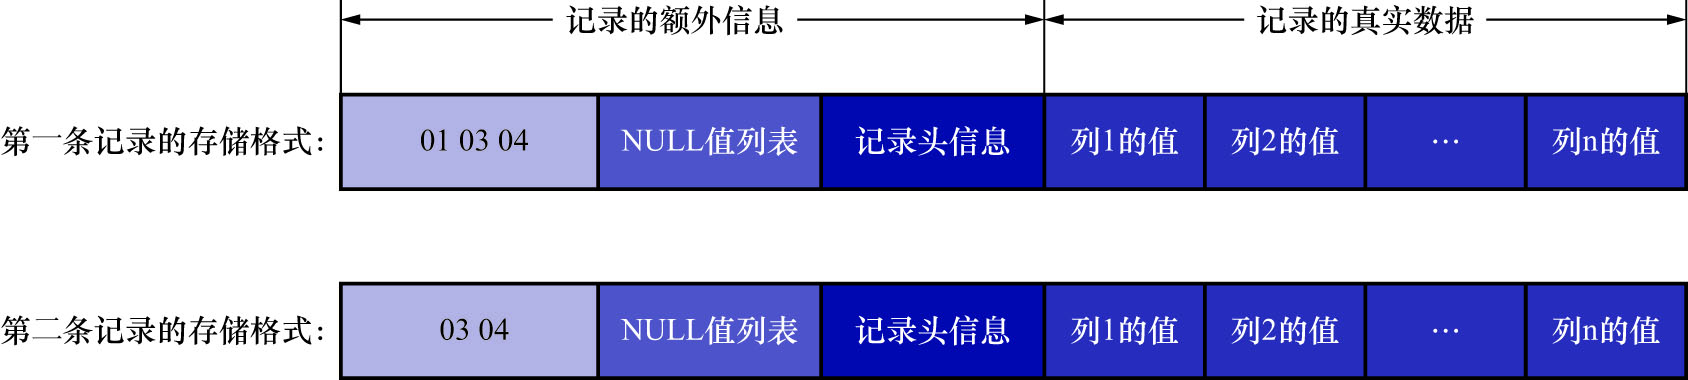 记录的额外信息 记录的真实数据
第一条记录的存储格式: 01 03 04 NULL值列表 记录头信息 列1的值 列2的值 … 列n的值
第二条记录的存储格式: 03 04 NULL值列表 记录头信息 列1的值 列2的值 … 列n的值